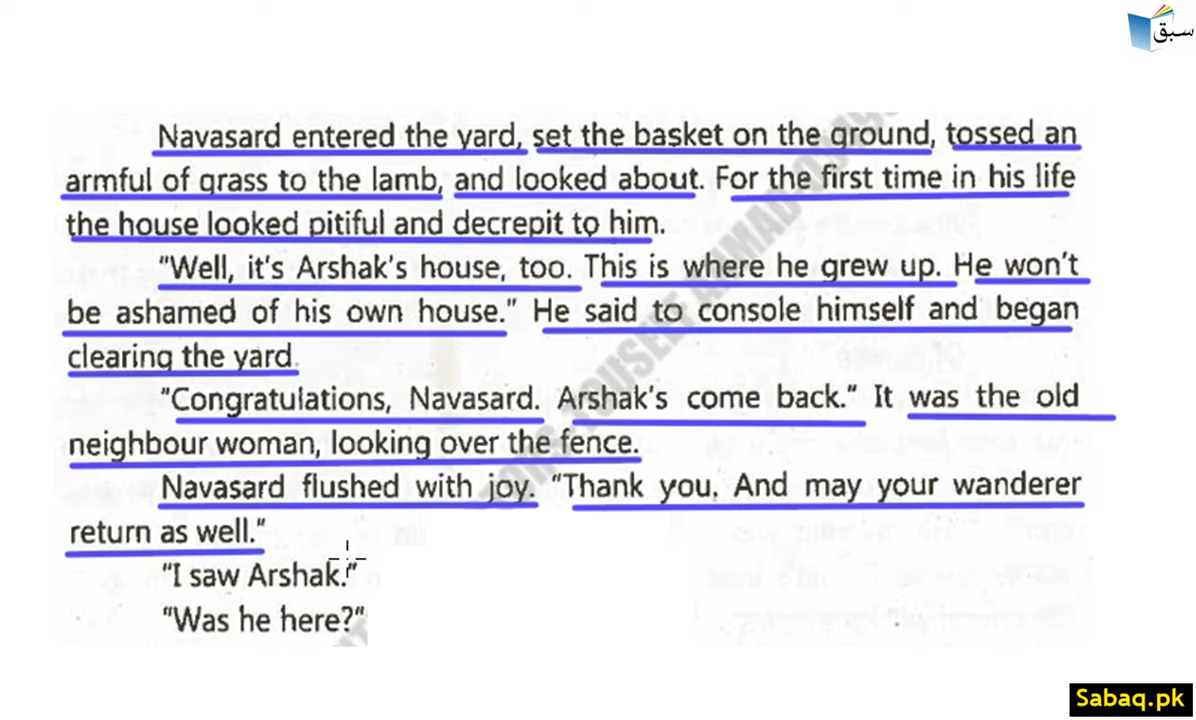 سبق
Navasard entered the yard, set the basket on the ground, tossed an
armful of grass to the lamb, and looked about. For the first time in his life
the house looked pitiful and decrepit to him.
"Well, it's Arshak's house, too. This is where he grew up. He won't
be ashamed of his own house." He said to console himself and began
clearing the yard.
"Congratulations, Navasard. Arshak's come back." It was the old
neighbour woman, looking over the fence.
Navasard flushed with joy. "Thank you, And may your wanderer
return as well."
"I saw Arshak."
"Was he here?"
Sabaq.pk